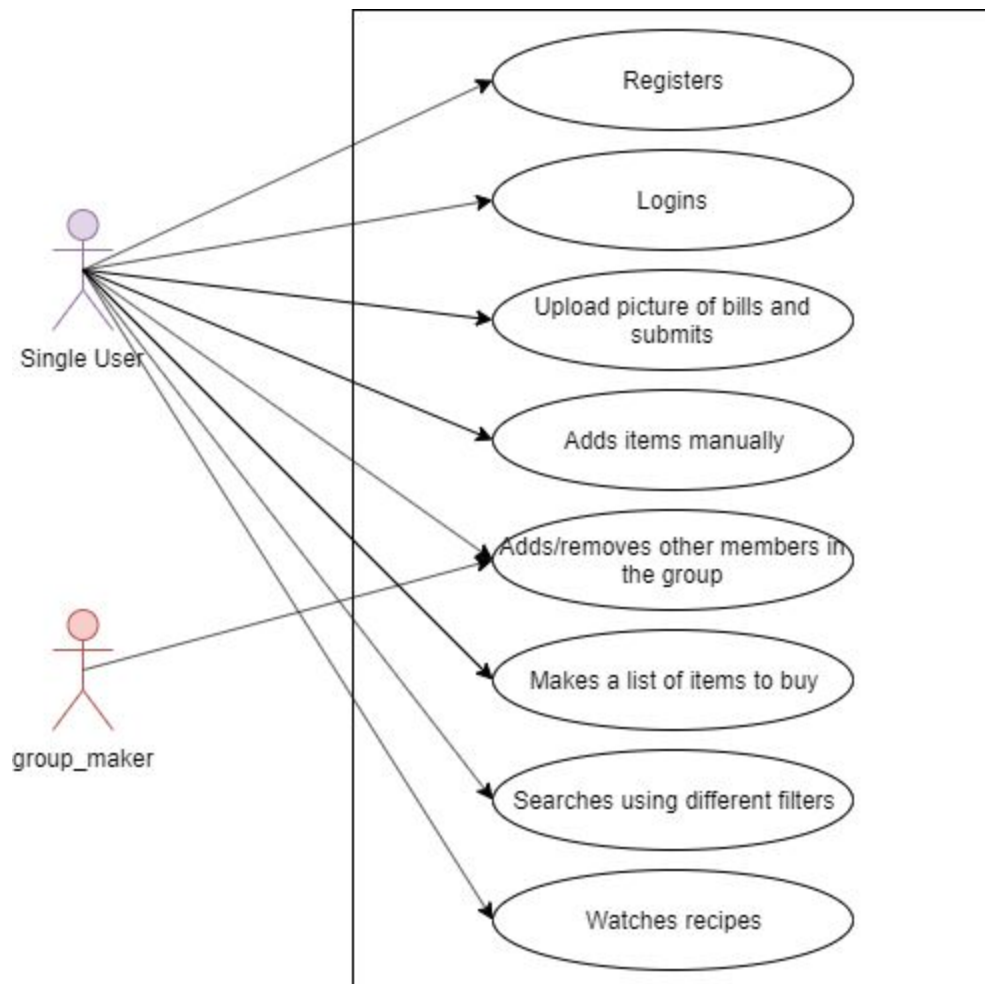 Registers
Logins
Upload picture of bills and
submits
Single User
Adds items manually
Adds/removes other members in
the group
Makes a list of items to buy
group_maker
Searches using different filters
Watches recipes